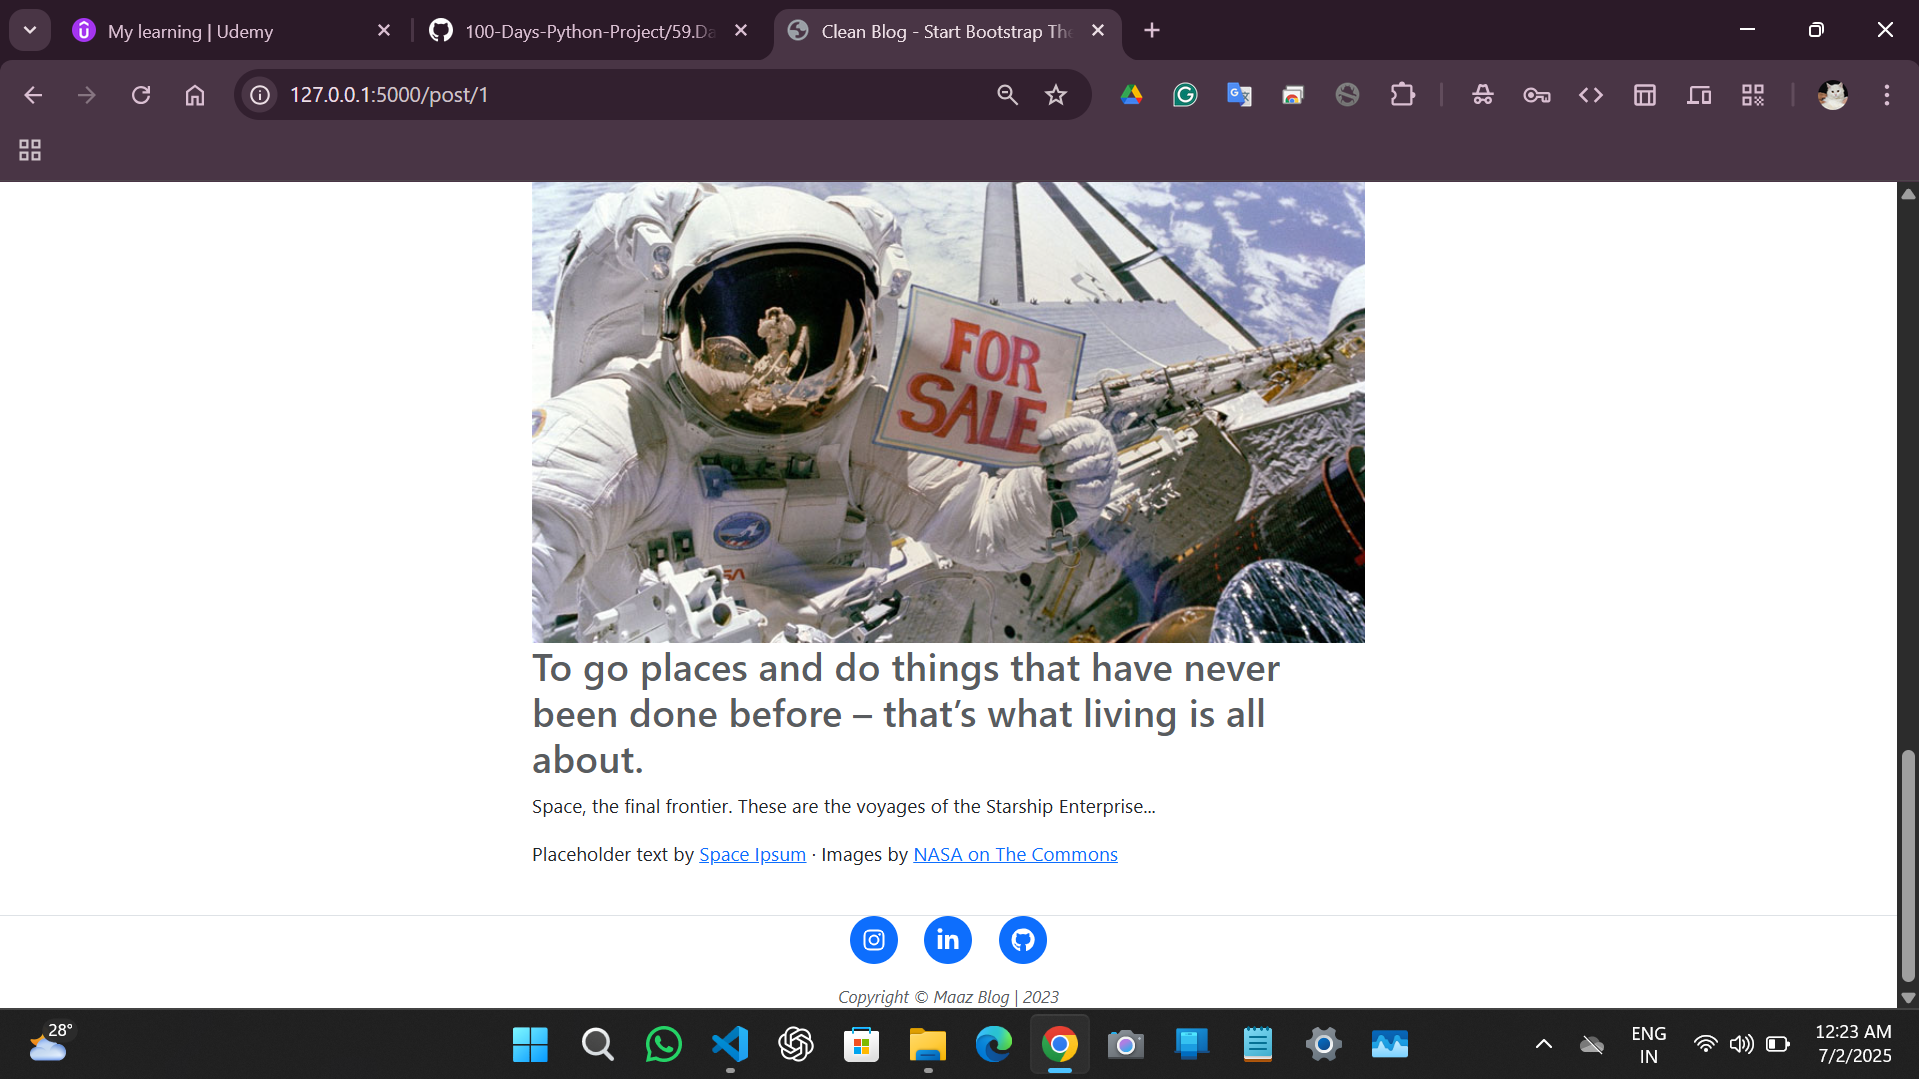 My learning | Udemy
100-Days-Python-Project/59.Da
Clean Blog - Start Bootstrap The
127.0.0.1:5000/post/1
FOR
SALE
To go places and do things that have never
been done before – that’s what living is all
about.
Space, the final frontier. These are the voyages of the Starship Enterprise...
Placeholder text by Space Ipsum · Images by NASA on The Commons
Copyright © Maaz Blog | 2023
28°
ENG
IN
12:23 AM
7/2/2025